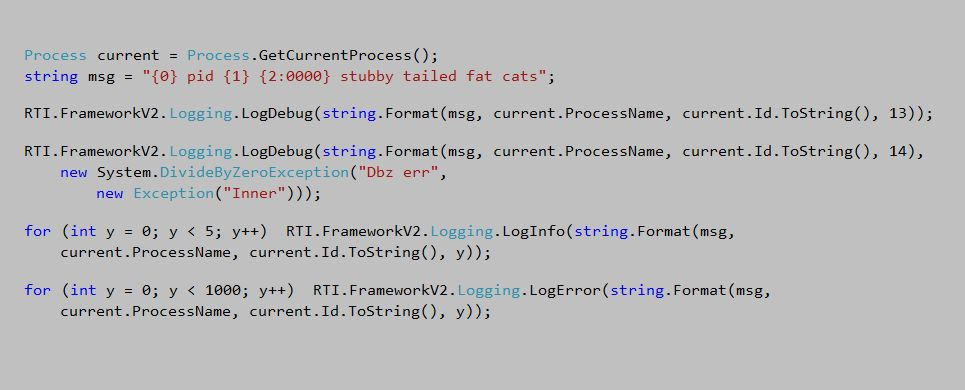 Process current = Process.GetCurrentProcess();
string msg = "{0} pid {1} {2:0000} stubby tailed fat cats";
RTI.FrameworkV2.Logging.LogDebug(string.Format(msg, current.ProcessName, current.Id.ToString(), 13));
RTI.FrameworkV2.Logging.LogDebug(string.Format(msg, current.ProcessName, current.Id.ToString(), 14),
new System.DivideByZeroException("Dbz err",
new Exception("Inner")));
for (int y = 0; y < 5; y++)  RTI.FrameworkV2.Logging.LogInfo(string.Format(msg,
current.ProcessName, current.Id.ToString(), y));
for (int y = 0; y < 1000; y++)  RTI.FrameworkV2.Logging.LogError(string.Format(msg,
current.ProcessName, current.Id.ToString(), y));